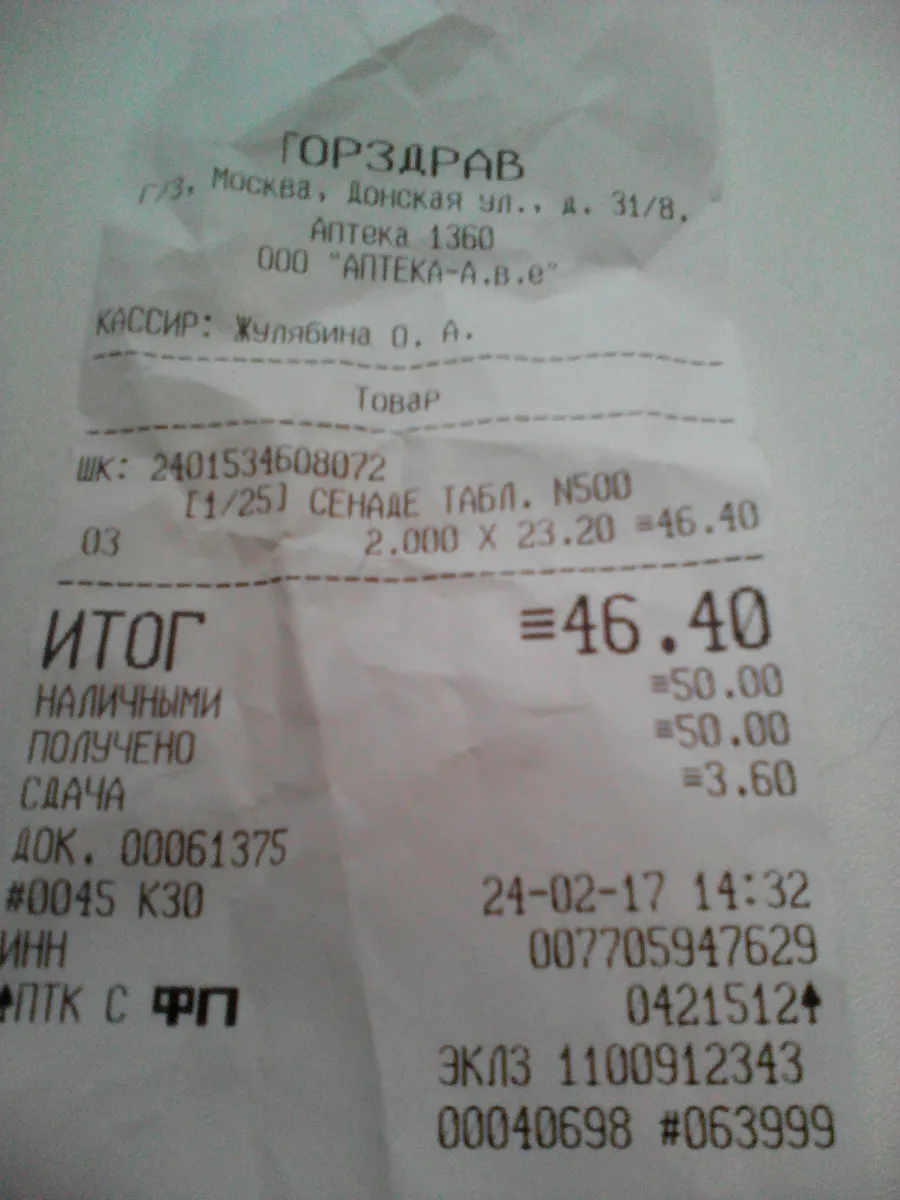 ГОРЗДРАВ
г/З. Москва, Донская ул., д. 31/8,
Аптека 1360
ООО "АПТЕКА-А.в.е"
КАССИР: Жулябина О. А.
Товар
ШК: 2401534608072
[1/25] СЕНАДЕ ТАБЛ. N500
03 2.000 X 23.20 ≡46.40
ИТОГ ≡46.40
НАЛИЧНЫМИ ≡50.00
ПОЛУЧЕНО ≡50.00
СДАЧА ≡3.60
ДОК. 00061375
#0045 К30 24-02-17 14:32
ИНН 007705947629
ПТК С ФП 0421512
ЭКЛЗ 1100912343
00040698 #063999